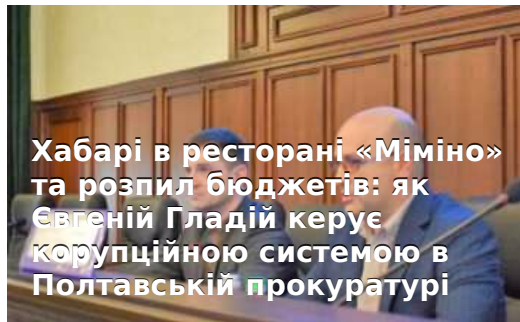 Хабарі в ресторані «Міміно»
та розпил бюджетів: як
Євгеній Гладій керує
корупційною системою в
Полтавській прокуратурі